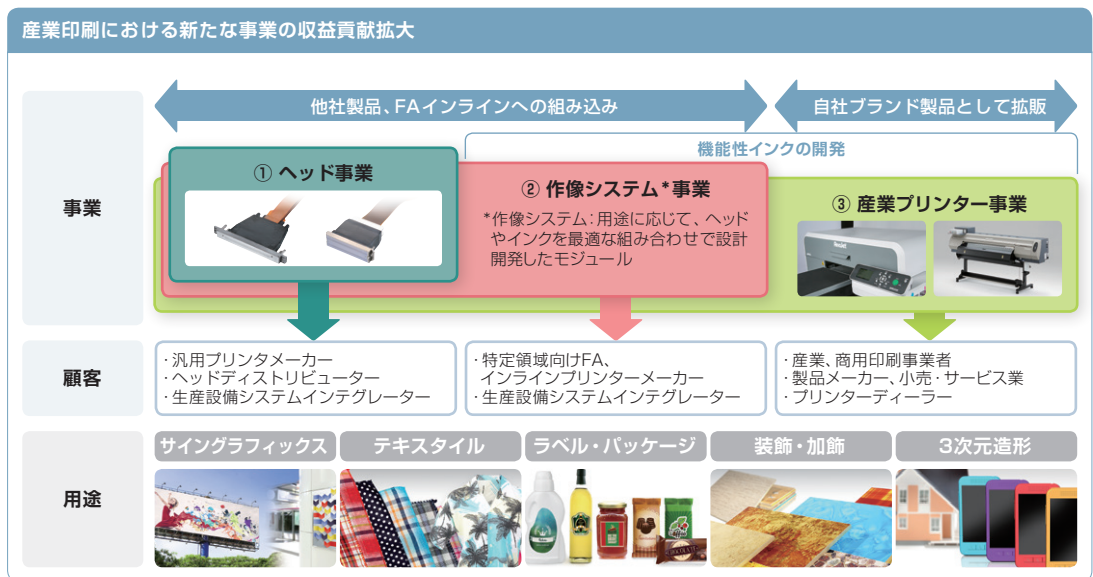 産業印刷における新たな事業の収益貢献拡大
事業
他社製品、FAインラインへの組み込み
自社ブランド製品として拡販
機能性インクの開発
① ヘッド事業
② 作像システム*事業
*作像システム：用途に応じて、ヘッド
やインクを最適な組み合わせで設計
開発したモジュール
③ 産業プリンター事業
顧客
・汎用プリンタメーカー
・ヘッドディストリビューター
・生産設備システムインテグレーター
・特定領域向けFA、
インラインプリンターメーカー
・生産設備システムインテグレーター
・産業、商用印刷事業者
・製品メーカー、小売・サービス業
・プリンターディーラー
用途
サイングラフィックス
テキスタイル
ラベル・パッケージ
装飾・加飾
3次元造形